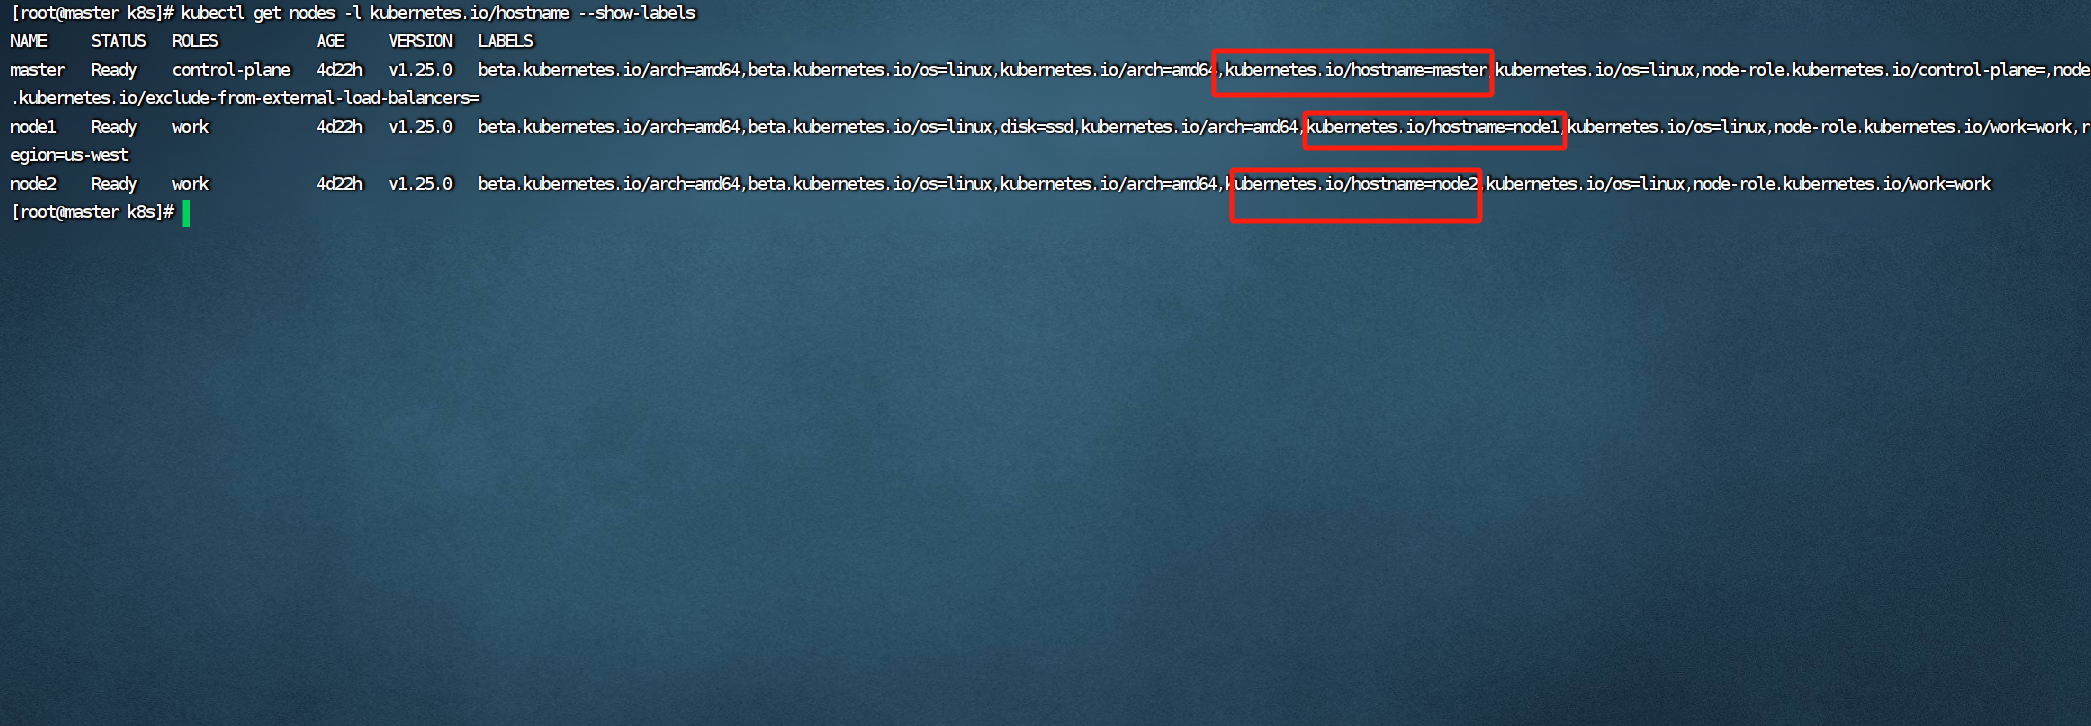 [root@master k8s]# kubectl get nodes -l kubernetes.io/hostname --show-labels
NAME STATUS ROLES AGE VERSION LABELS
master Ready control-plane 4d22h v1.25.0 beta.kubernetes.io/arch=amd64,beta.kubernetes.io/os=linux,kubernetes.io/arch=amd64,kubernetes.io/hostname=master,kubernetes.io/os=linux,node-role.kubernetes.io/control-plane=,node
.kubernetes.io/exclude-from-external-load-balancers=
node1 Ready work 4d22h v1.25.0 beta.kubernetes.io/arch=amd64,beta.kubernetes.io/os=linux,disk=ssd,kubernetes.io/arch=amd64,kubernetes.io/hostname=node1,kubernetes.io/os=linux,node-role.kubernetes.io/work=work,r
egion=us-west
node2 Ready work 4d22h v1.25.0 beta.kubernetes.io/arch=amd64,beta.kubernetes.io/os=linux,kubernetes.io/arch=amd64,kubernetes.io/hostname=node2,kubernetes.io/os=linux,node-role.kubernetes.io/work=work
[root@master k8s]#